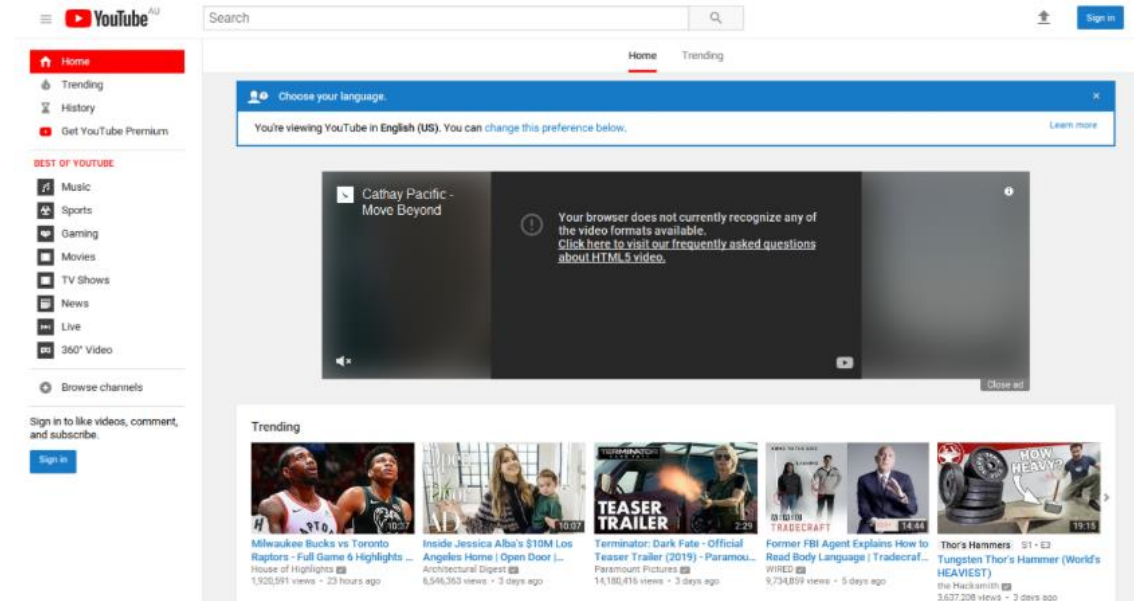 YouTube AU
Search
Sign in
Home
Trending
History
Get YouTube Premium
BEST OF YOUTUBE
Music
Sports
Gaming
Movies
TV Shows
News
Live
360° Video
Browse channels
Sign in to like videos, comment,
and subscribe.
Sign in
Home Trending
Choose your language. ×
You're viewing YouTube in English (US). You can change this preference below. Learn more
Cathay Pacific -
Move Beyond
Your browser does not currently recognize any of
the video formats available.
Click here to visit our frequently asked questions
about HTML5 video.
Close ad
Trending
10:37
Milwaukee Bucks vs Toronto
Raptors - Full Game 6 Highlights ...
House of Highlights
1,920,591 views • 23 hours ago
Open
Door
AD
10:07
Inside Jessica Alba's $10M Los
Angeles Home | Open Door |...
Architectural Digest
6,546,363 views • 3 days ago
TERMINATOR
TEASER
TRAILER
2:29
Terminator: Dark Fate - Official
Teaser Trailer (2019) - Paramou...
Paramount Pictures
14,180,416 views • 3 days ago
WIRED
TRADECRAFT
14:44
Former FBI Agent Explains How to
Read Body Language | Tradecraf...
WIRED
9,734,859 views • 5 days ago
HOW
HEAVY?
19:15
Thor's Hammers S1 • E3
Tungsten Thor's Hammer (World's
HEAVIEST)
the Hacksmith
3,637,208 views • 3 days ago